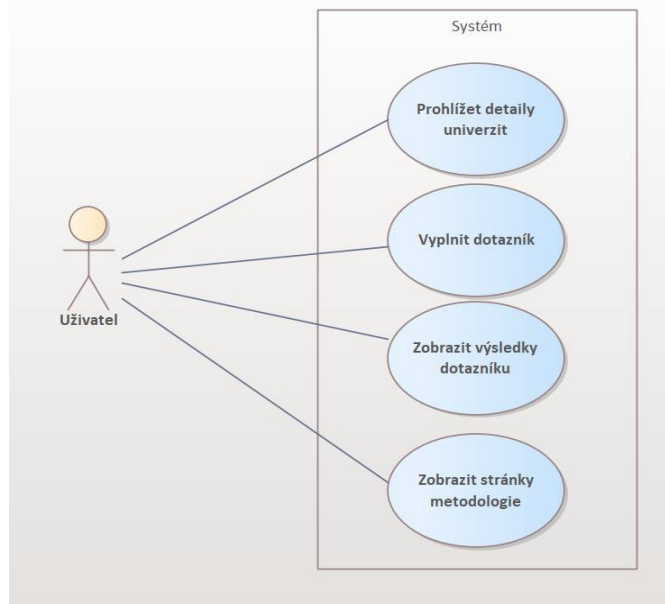 Systém
Prohlížet detaily
univerzit
Vyplnit dotazník
Uživatel
Zobrazit výsledky
dotazníku
Zobrazit stránky
metodologie